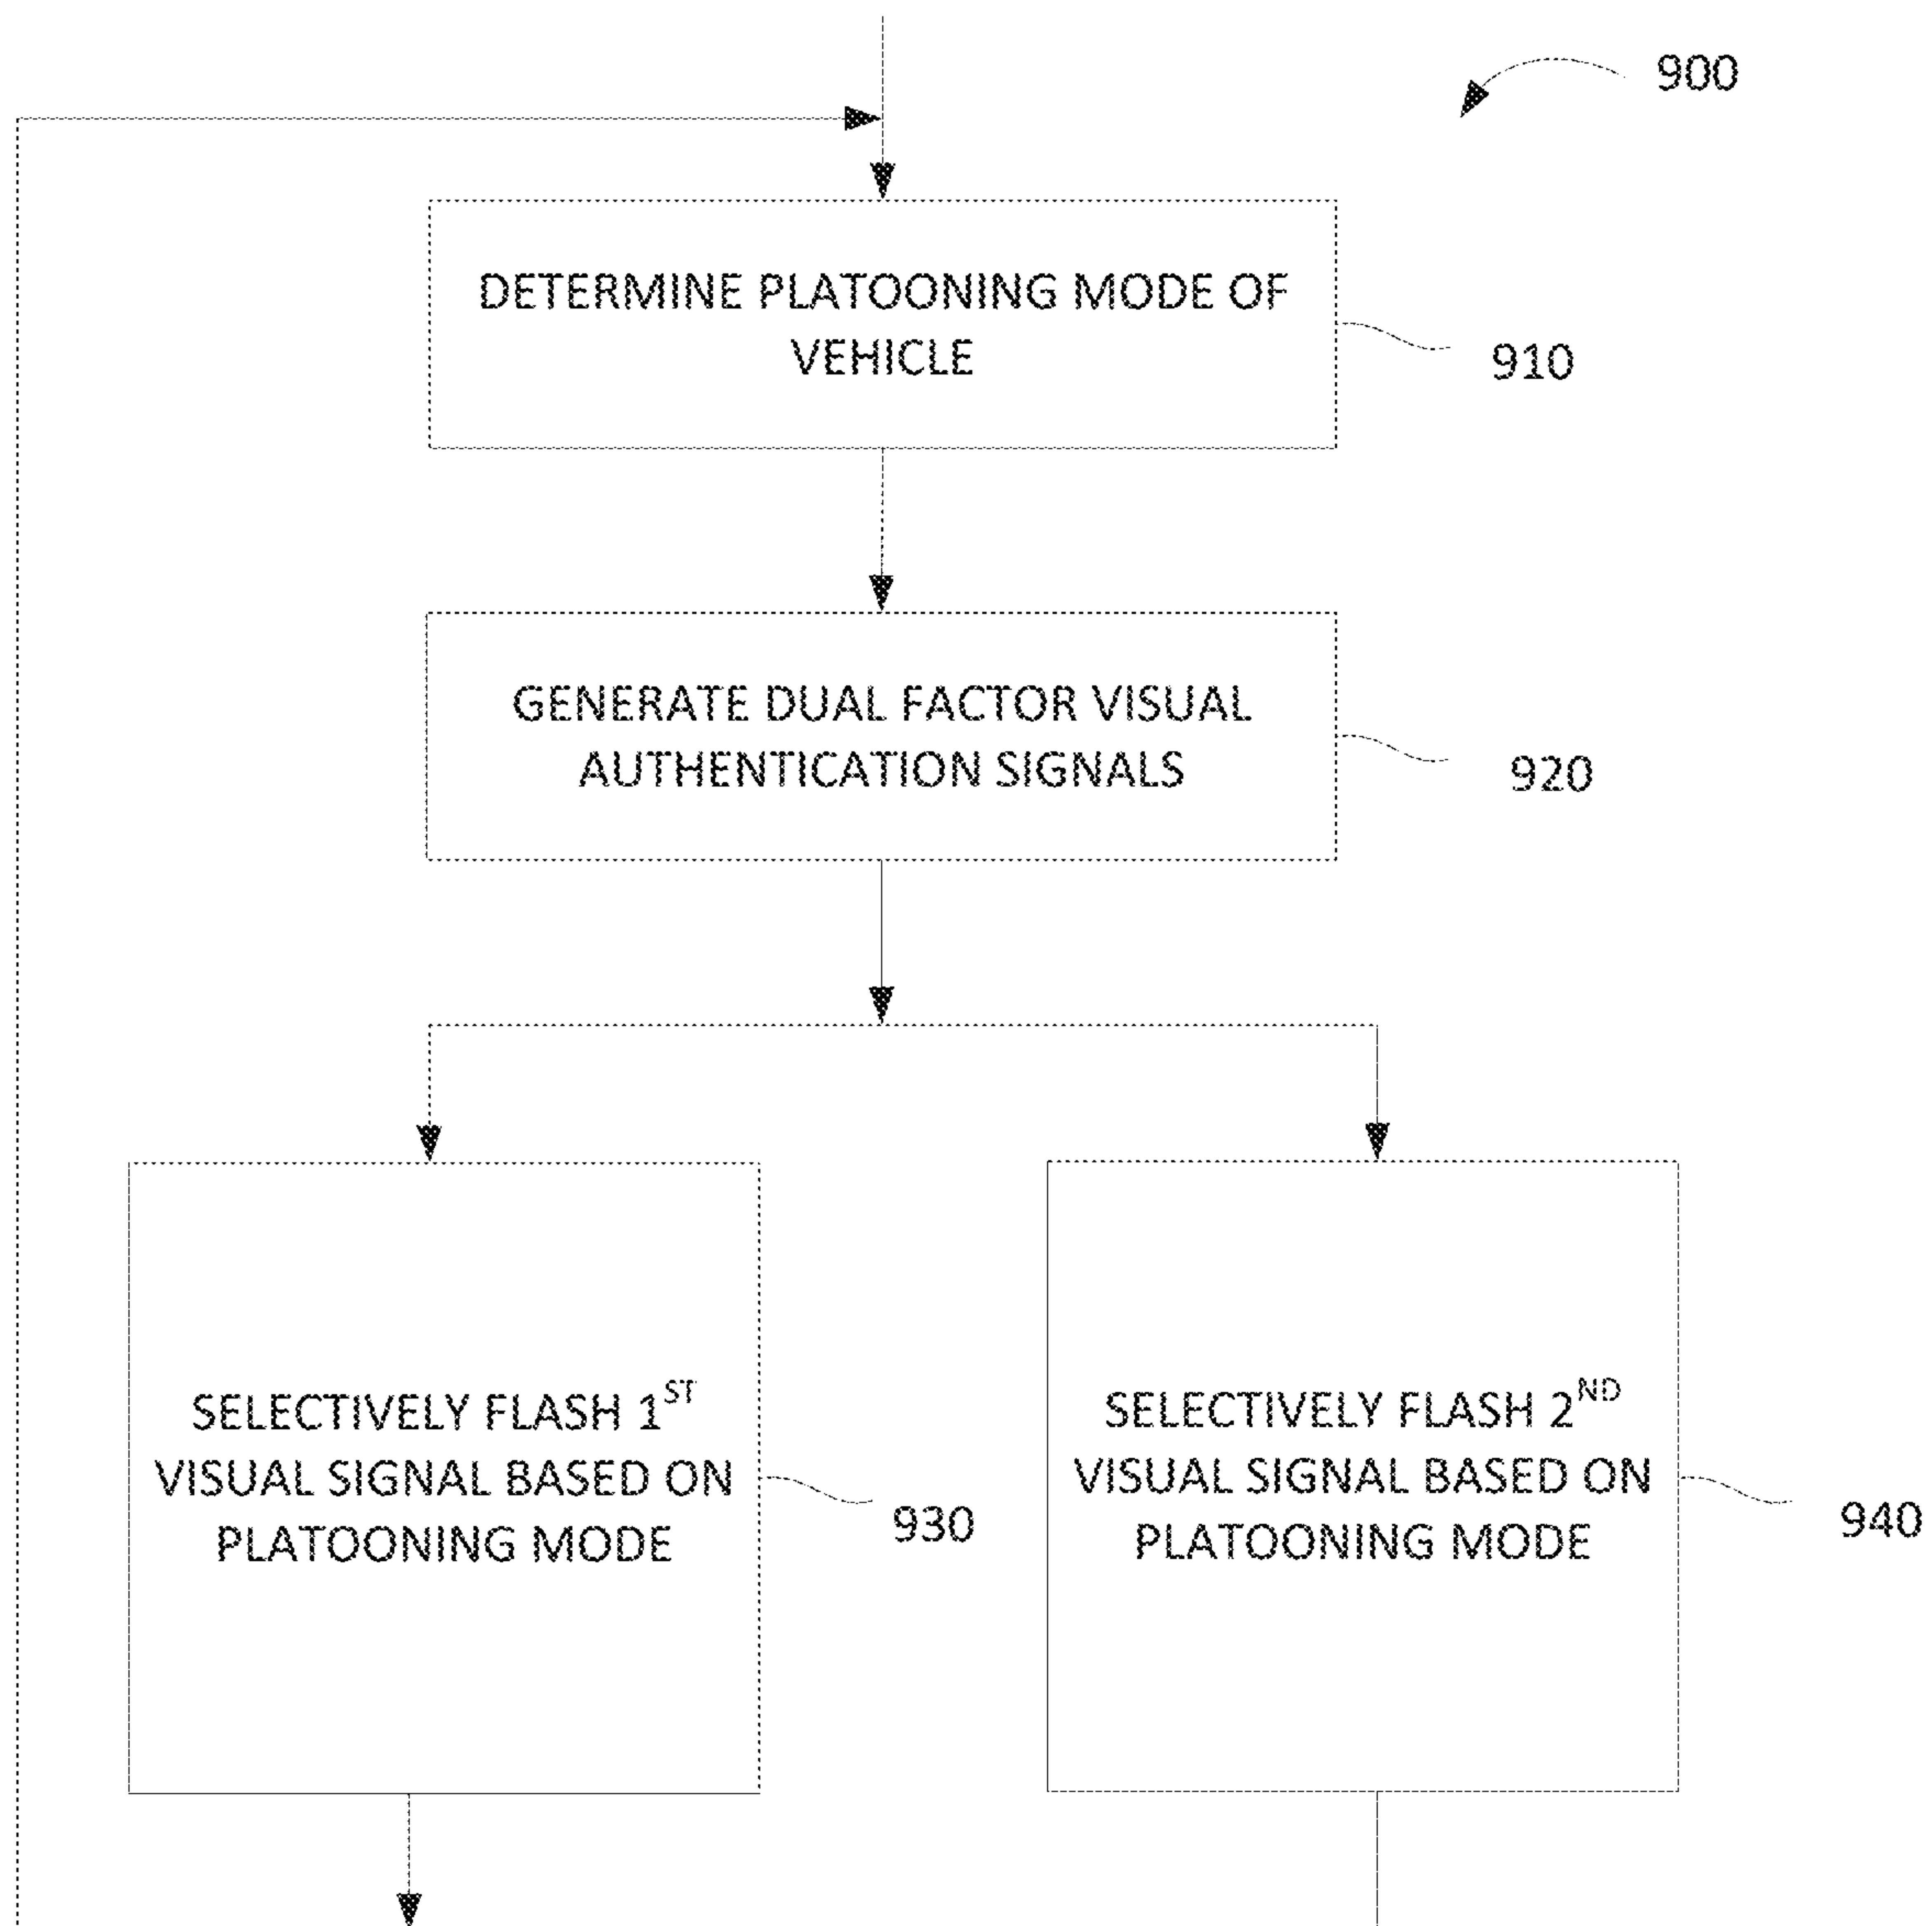 900
DETERMINE PLATOONING MODE OF
VEHICLE
910
GENERATE DUAL FACTOR VISUAL
AUTHENTICATION SIGNALS
920
SELECTIVELY FLASH 1ST
VISUAL SIGNAL BASED ON
PLATOONING MODE
930
SELECTIVELY FLASH 2ND
VISUAL SIGNAL BASED ON
PLATOONING MODE
940